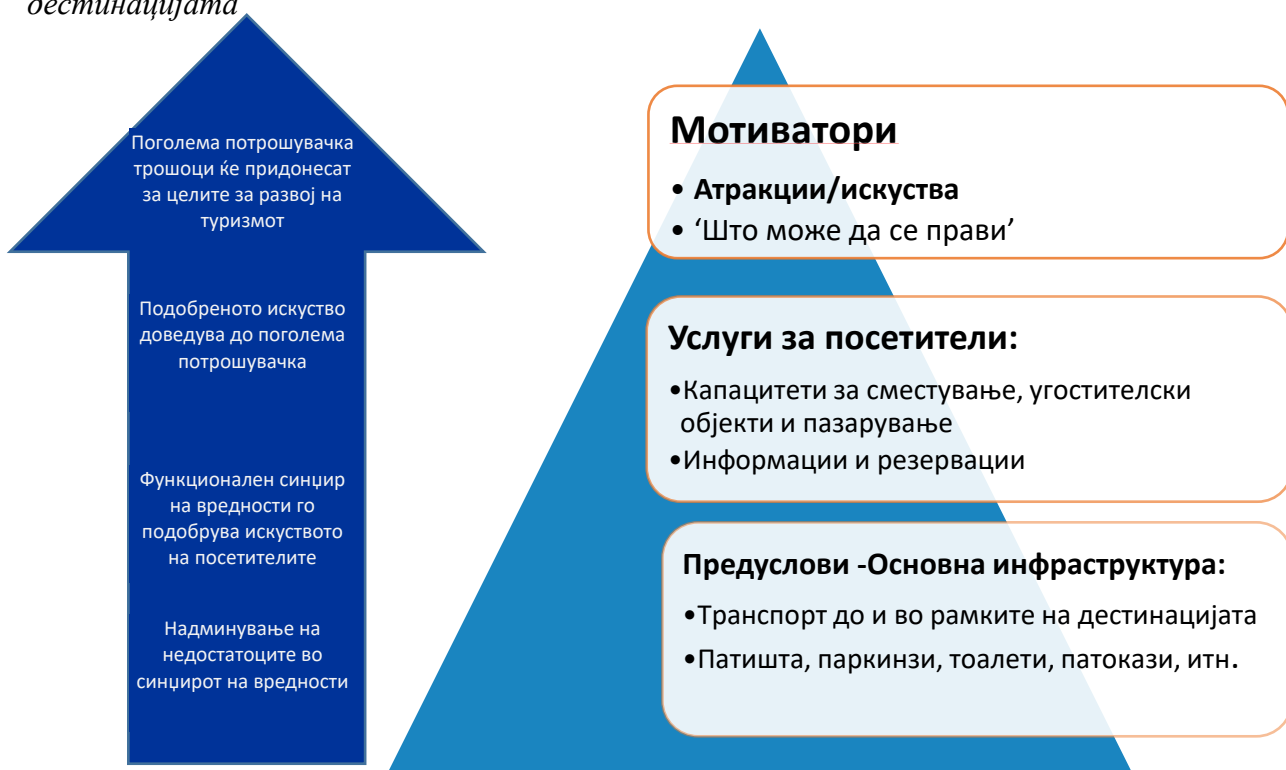 дестинацијата
Поголема потрошувачка
трошоци ќе придонесат
за целите за развој на
туризмот
Подобреното искуство
доведува до поголема
потрошувачка
Функционален синџир
на вредности го
подобрува искуството
на посетителите
Надминување на
недостатоците во
синџирот на вредности
Мотиватори
• Атракции/искуства
• ‘Што може да се прави’
Услуги за посетители:
•Капацитети за сместување, угостителски
објекти и пазарување
•Информации и резервации
Предуслови -Основна инфраструктура:
•Транспорт до и во рамките на дестинацијата
•Патишта, паркинзи, тоалети, патокази, итн.